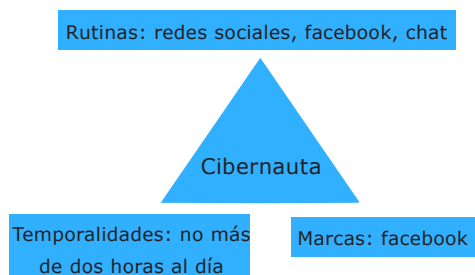 Rutinas: redes sociales, facebook, chat
Cibernauta
Temporalidades: no más
de dos horas al día
Marcas: facebook